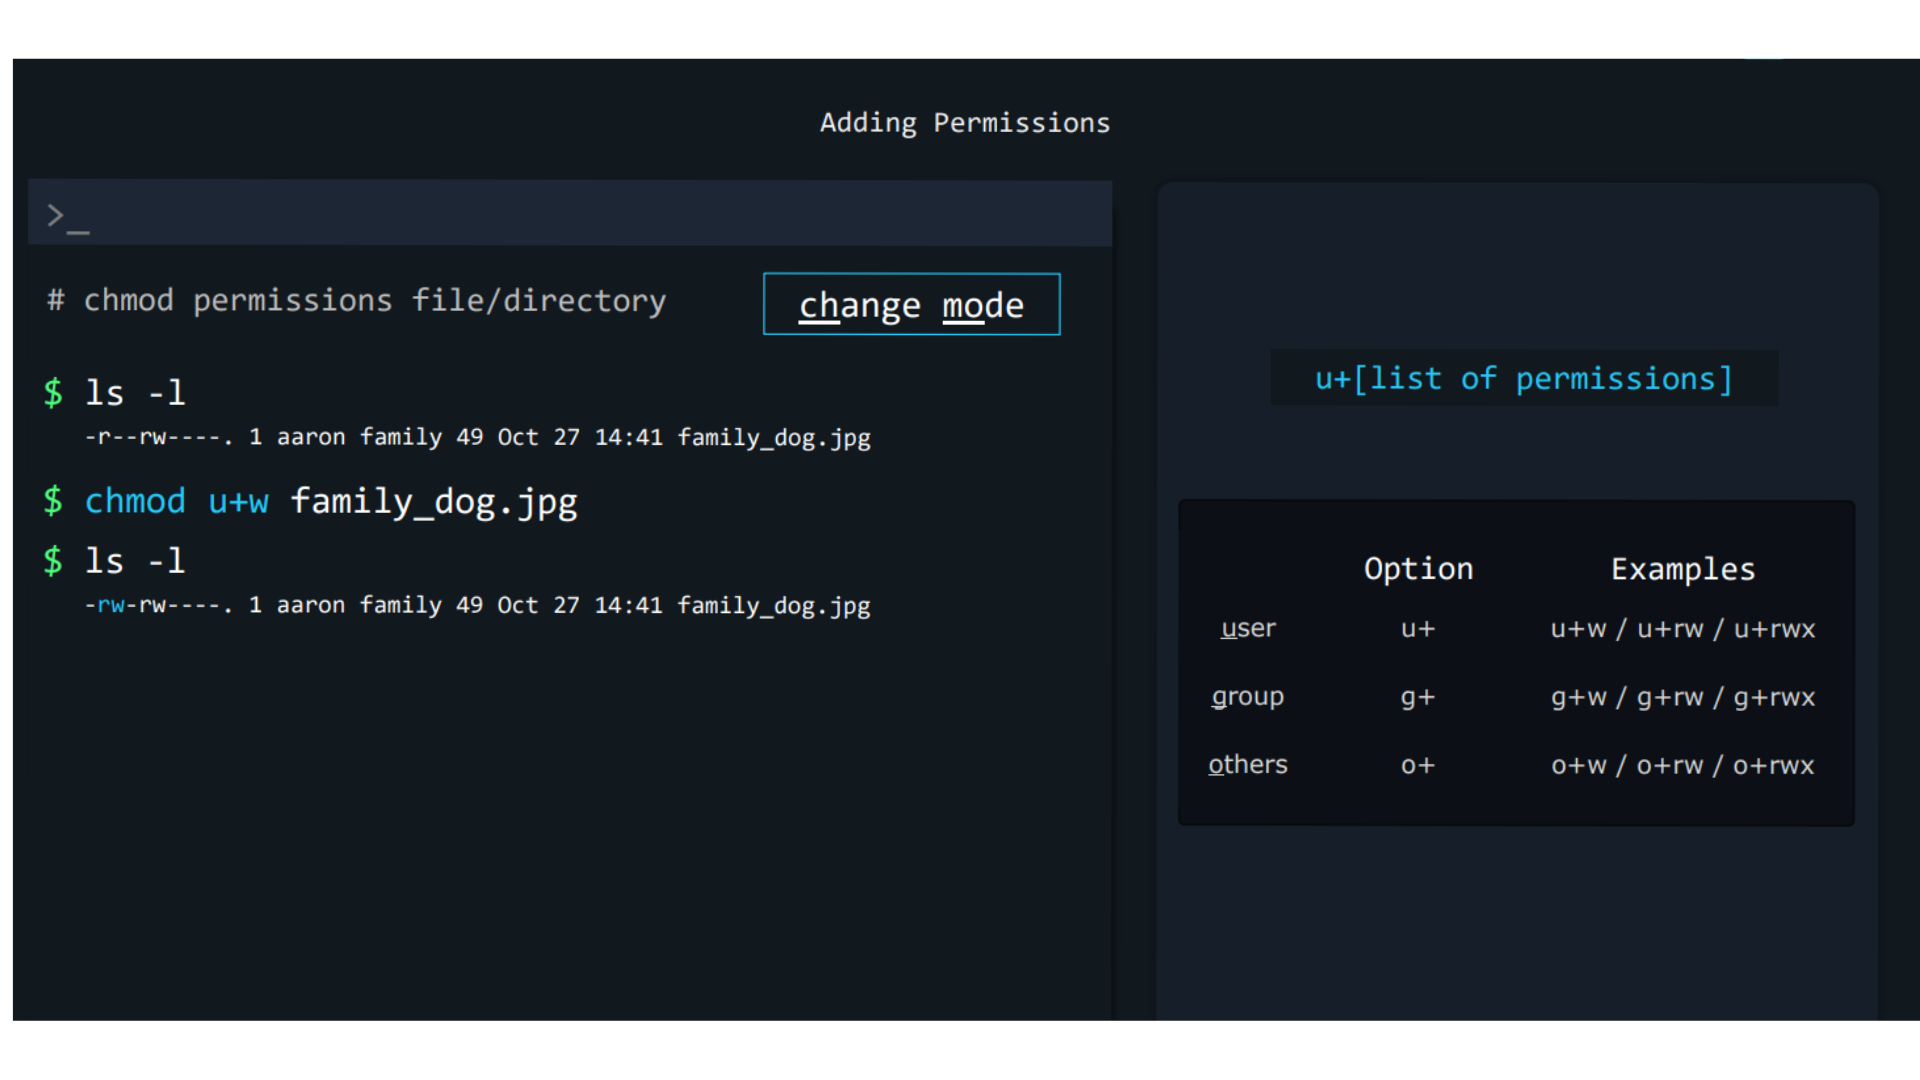 Adding Permissions
>_
# chmod permissions file/directory
change mode
$ ls -l
-r--rw----. 1 aaron family 49 Oct 27 14:41 family_dog.jpg
$ chmod u+w family_dog.jpg
$ ls -l
-rw-rw----. 1 aaron family 49 Oct 27 14:41 family_dog.jpg
u+[list of permissions]
Option Examples
user u+ u+w / u+rw / u+rwx
group g+ g+w / g+rw / g+rwx
others o+ o+w / o+rw / o+rwx